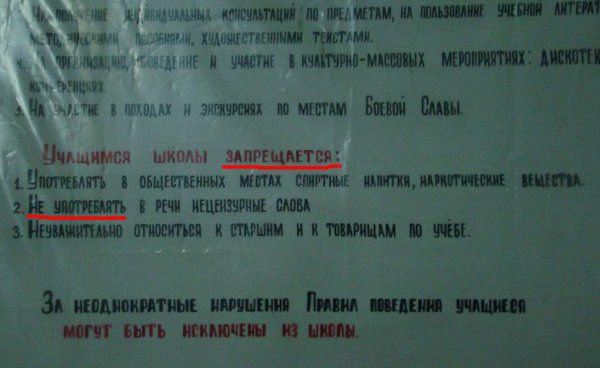 индивидуальных консультаций по предметам, на пользование учебной литерат
методическими пособиями, художественными текстами.
4. На организацию, проведение и участие в культурно-массовых мероприятиях: дискотек
конференциях.
5. На участие в походах и экскурсиях по местам Боевой Славы.
Учащимся школы запрещается:
1. Употреблять в общественных местах спиртные напитки, наркотические вещества.
2. Не употреблять в речи нецензурные слова
3. Неуважительно относиться к старшим и к товарищам по учёбе.
За неоднократные нарушения Правил поведения учащиеся
могут быть исключены из школы.